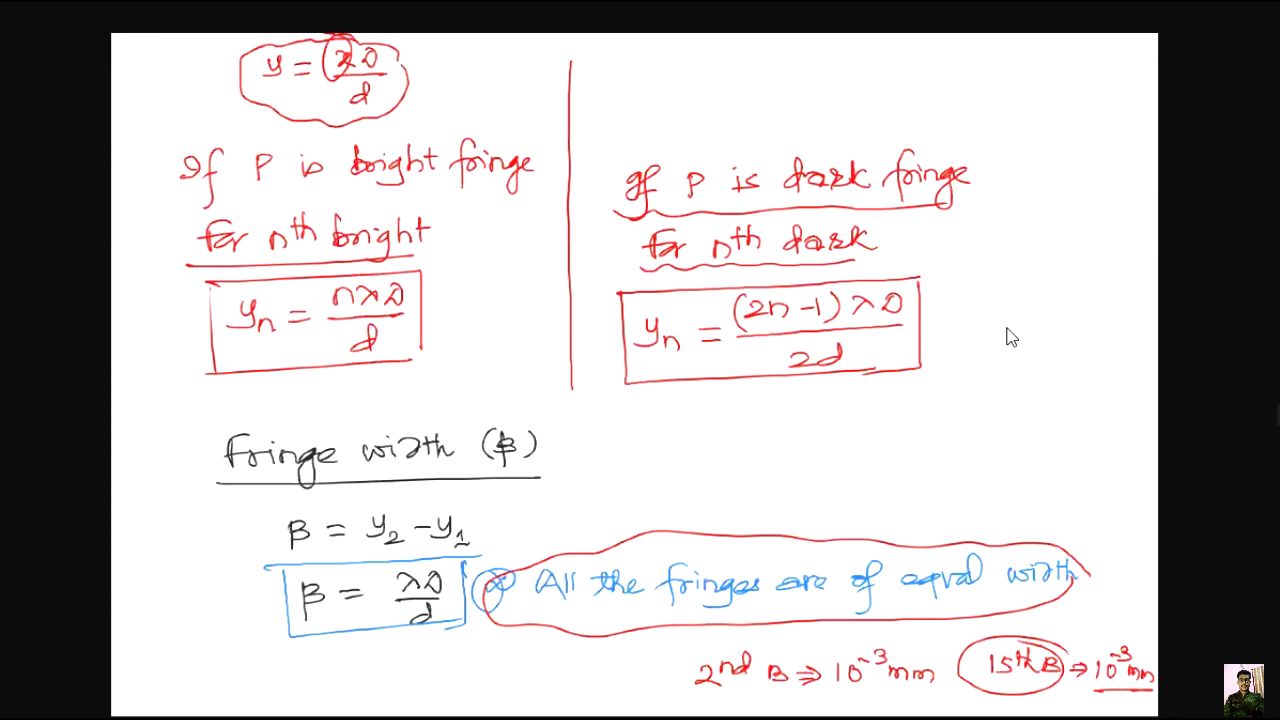 y = xD/d
If P is bright fringe
for nth bright
yn = nλD/d
If P is dark fringe
for nth dark
yn = (2n-1)λD/2d
fringe width (β)
β = y2 - y1
β = λD/d
All the fringes are of equal width
2nd B ⇒ 10^-3 mm 15th B → 10^-3 mm